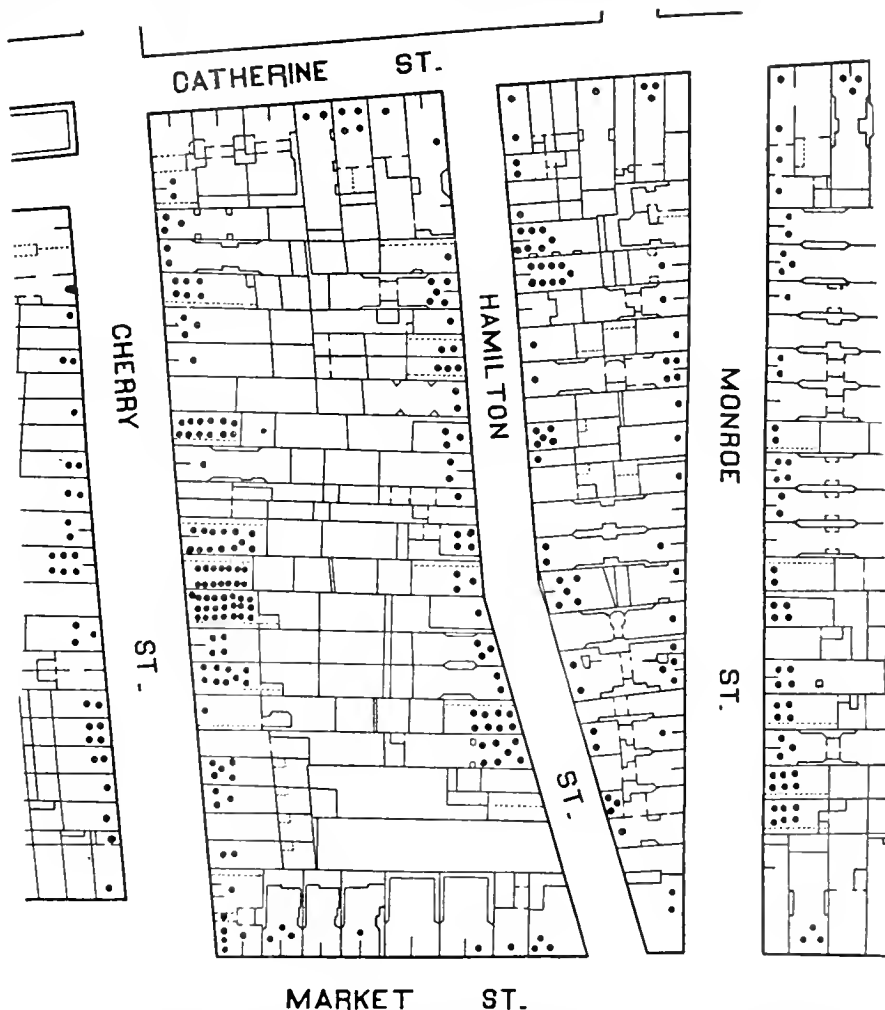 CATHERINE ST.
CHERRY ST.
HAMILTON ST.
MONROE ST.
MARKET ST.